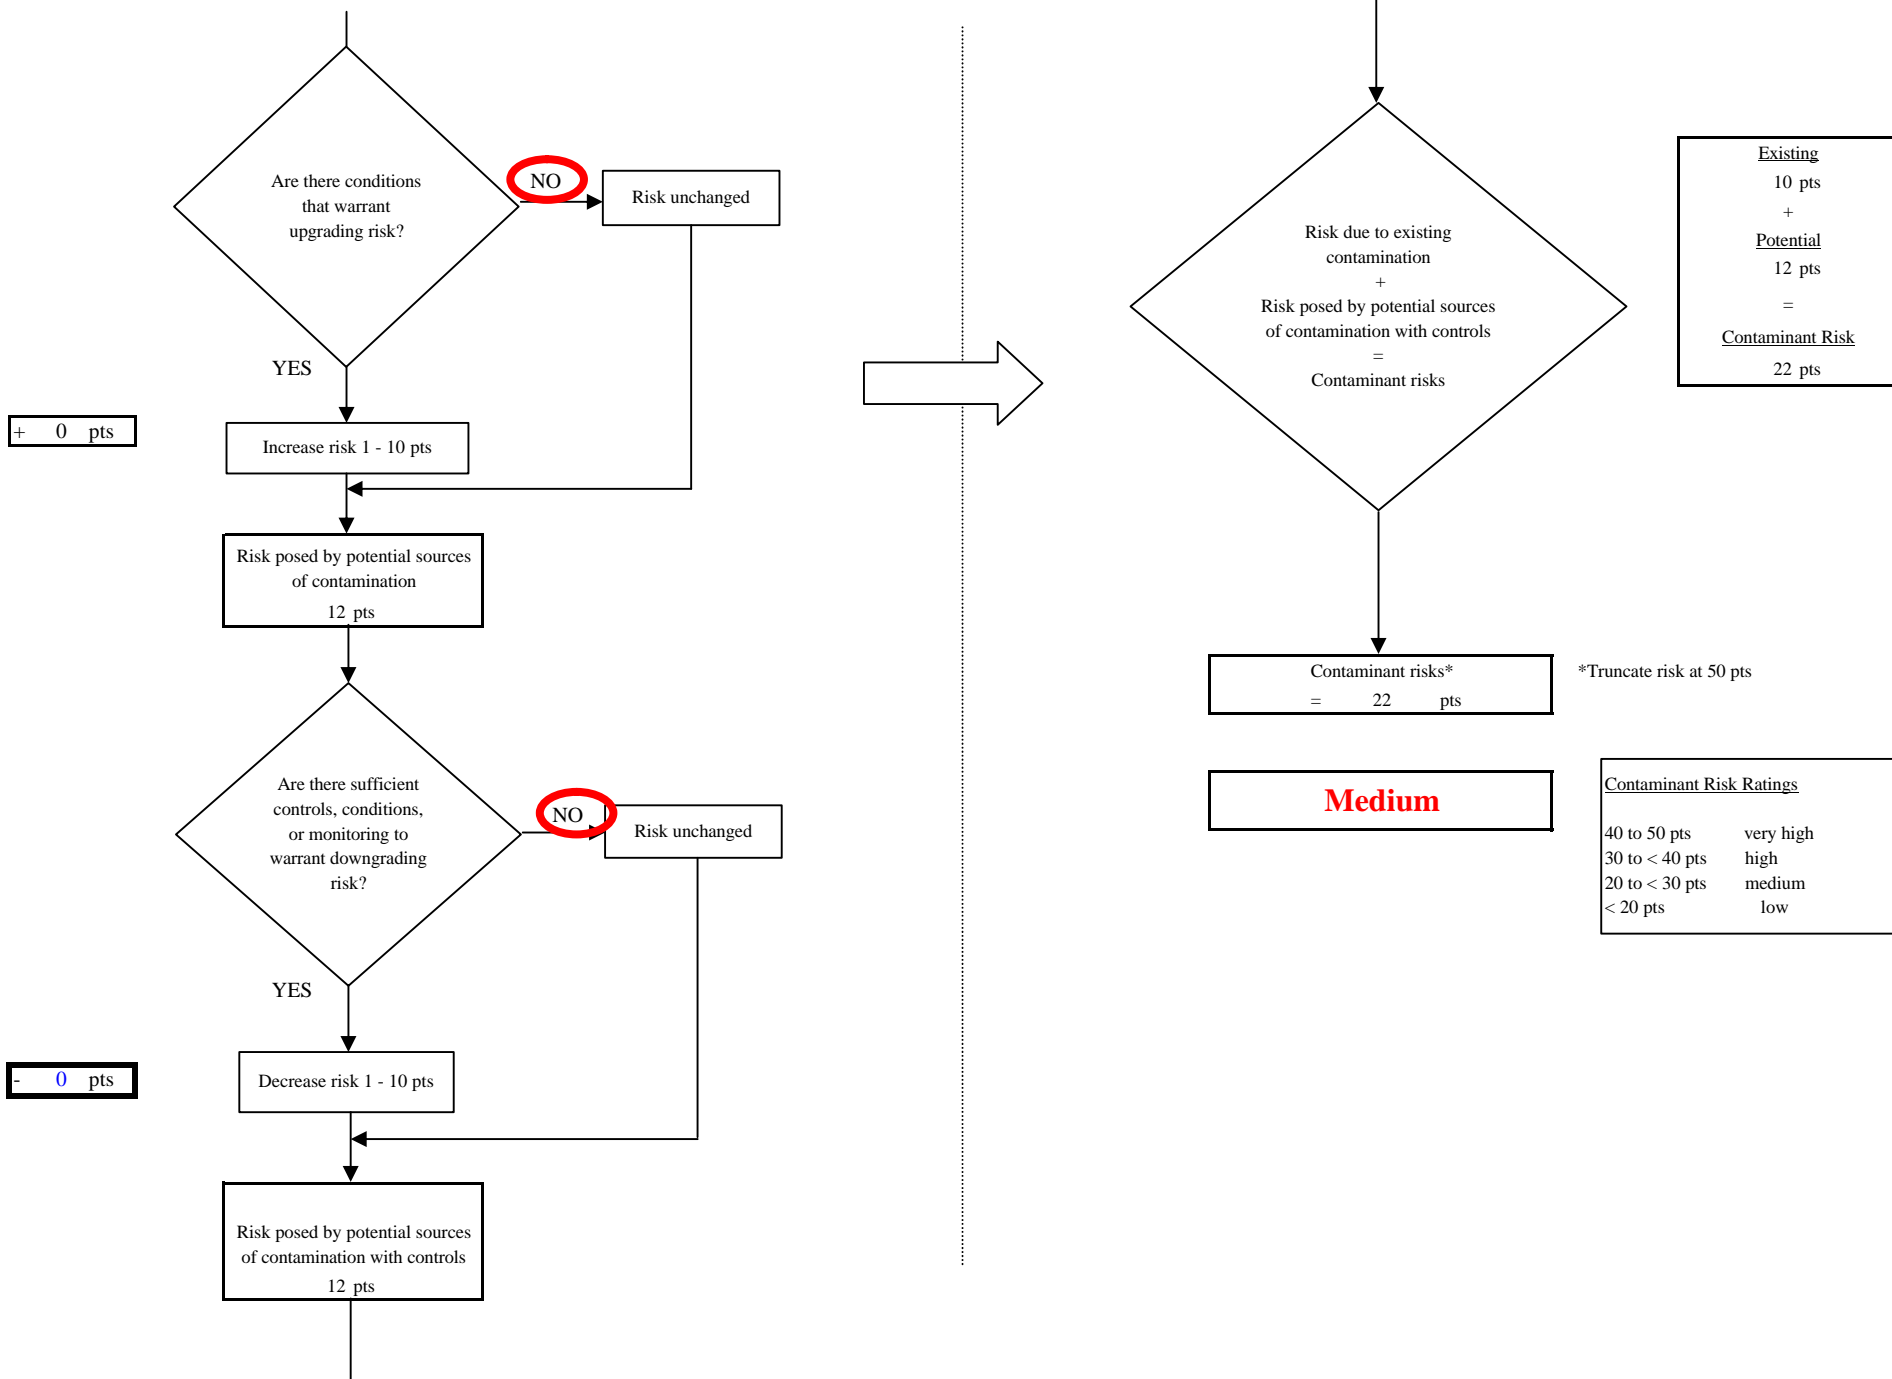 Are there conditions
that warrant
upgrading risk?
NO
Risk unchanged
YES
+ 0 pts
Increase risk 1 - 10 pts
Risk posed by potential sources
of contamination
12 pts
Are there sufficient
controls, conditions,
or monitoring to
warrant downgrading
risk?
NO
Risk unchanged
YES
- 0 pts
Decrease risk 1 - 10 pts
Risk posed by potential sources
of contamination with controls
12 pts
Risk due to existing
contamination
+
Risk posed by potential sources
of contamination with controls
=
Contaminant risks
Existing
10 pts
+
Potential
12 pts
=
Contaminant Risk
22 pts
Contaminant risks*
= 22 pts
*Truncate risk at 50 pts
Medium
Contaminant Risk Ratings
40 to 50 pts very high
30 to < 40 pts high
20 to < 30 pts medium
< 20 pts low